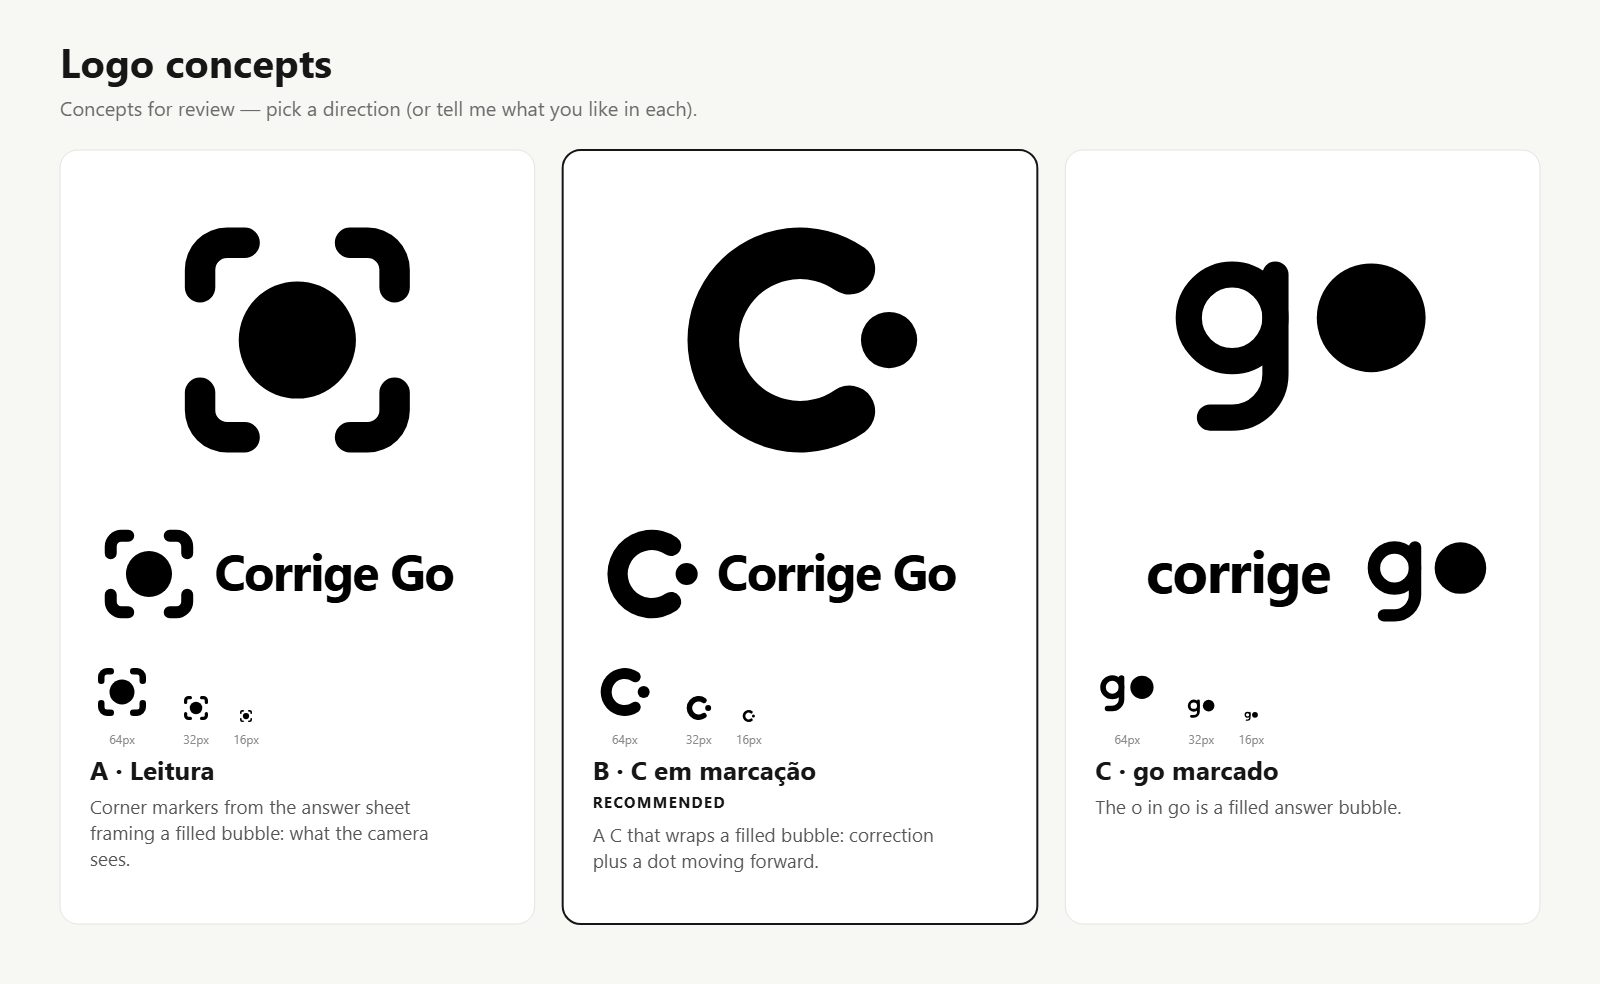 Logo concepts
Concepts for review — pick a direction (or tell me what you like in each).
Corrige Go
64px 32px 16px
A · Leitura
Corner markers from the answer sheet
framing a filled bubble: what the camera
sees.
Corrige Go
64px 32px 16px
B · C em marcação
RECOMMENDED
A C that wraps a filled bubble: correction
plus a dot moving forward.
go
corrige go
go go go
64px 32px 16px
C · go marcado
The o in go is a filled answer bubble.